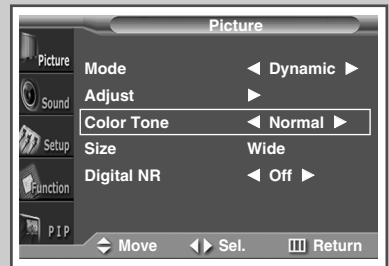 Picture
Picture
Sound
Setup
Function
PIP
Mode ◀ Dynamic ▶
Adjust ▶
Color Tone ◀ Normal ▶
Size Wide
Digital NR ◀ Off ▶
Move Sel. Return